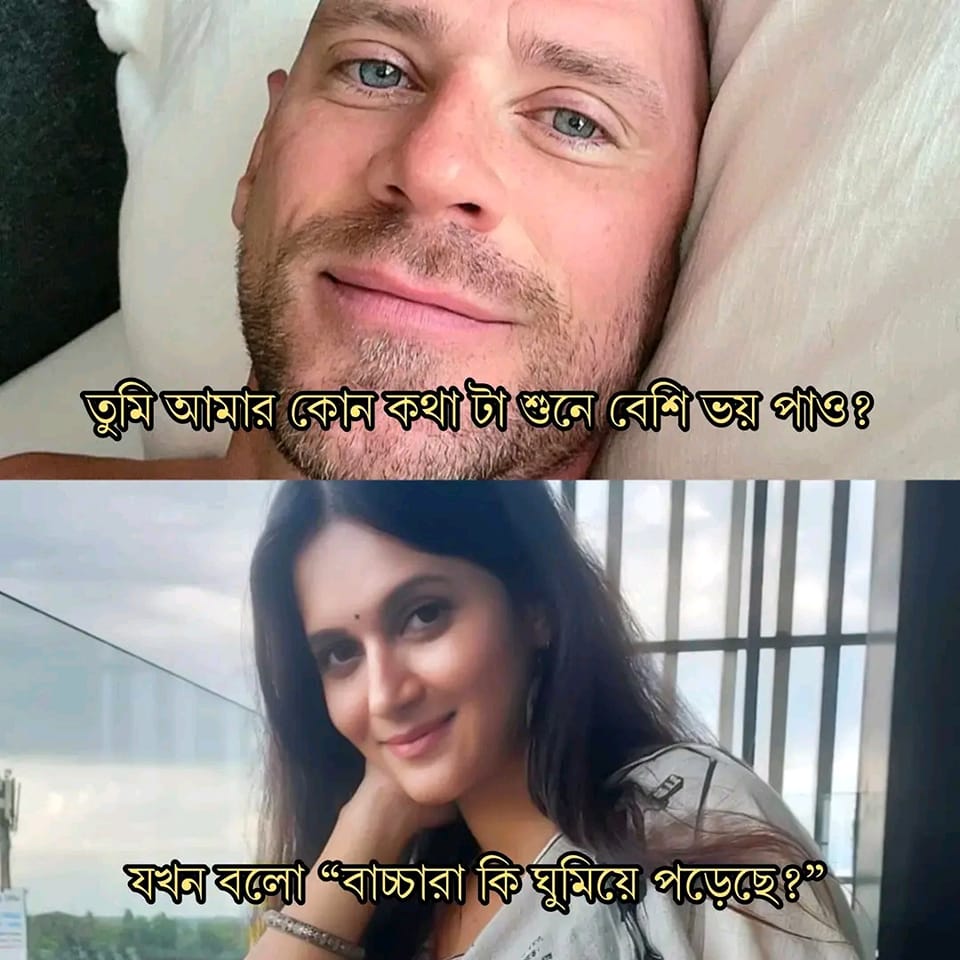 তুমি আমার কোন কথা টা শুনে বেশি ভয় পাও?
যখন বলো “বাচ্চারা কি ঘুমিয়ে পড়েছে?”